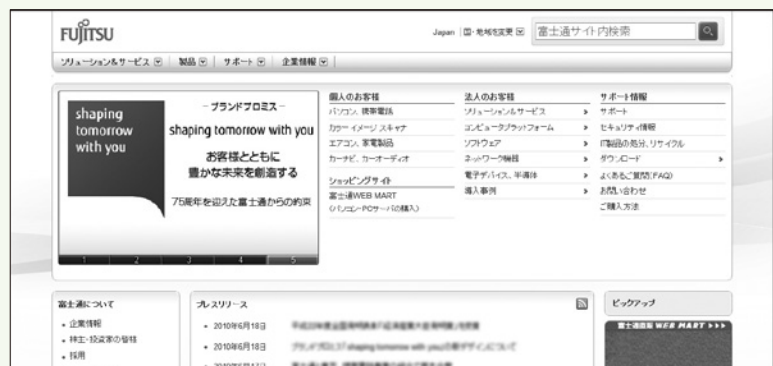 FUJITSU
Japan | 国・地域を変更
富士通サイト内検索
ソリューション&サービス | 製品 | サポート | 企業情報
shaping
tomorrow
with you
－ブランドプロミス－
shaping tomorrow with you
お客様とともに
豊かな未来を創造する
75周年を迎えた富士通からの約束
1 2 3 4 5
個人のお客様
パソコン、携帯電話
カラー イメージ スキャナ
エアコン、家電製品
カーナビ、カーオーディオ
ショッピングサイト
富士通WEB MART
(パソコン・PCサーバの購入)
法人のお客様
ソリューション&サービス
コンピュータプラットフォーム
ソフトウェア
ネットワーク機器
電子デバイス、半導体
導入事例
サポート情報
サポート
セキュリティ情報
IT製品の処分、リサイクル
ダウンロード
よくあるご質問(FAQ)
お問い合わせ
ご購入方法
富士通について
企業情報
株主・投資家の皆様
採用
プレスリリース
2010年6月18日
2010年6月18日
ピックアップ
富士通直販 WEB MART